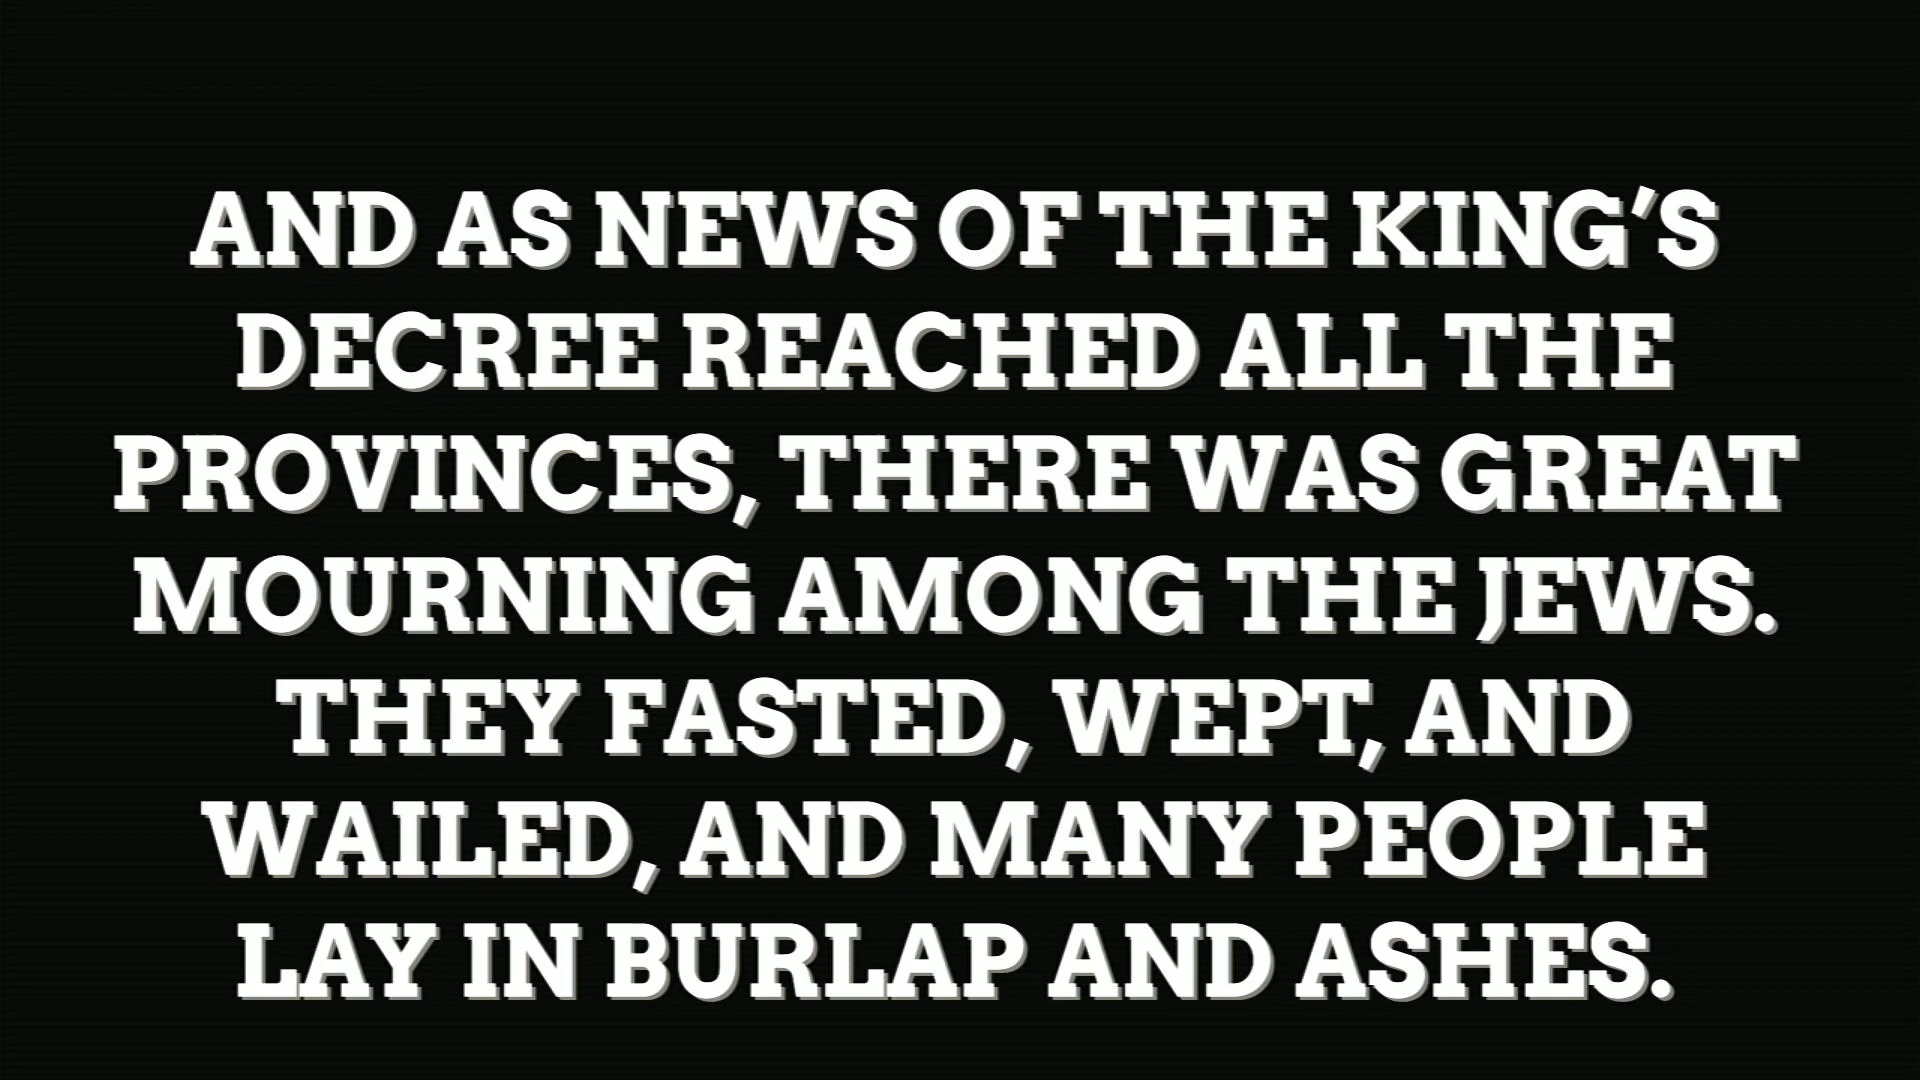 AND AS NEWS OF THE KING’S
DECREE REACHED ALL THE
PROVINCES, THERE WAS GREAT
MOURNING AMONG THE JEWS.
THEY FASTED, WEPT, AND
WAILED, AND MANY PEOPLE
LAY IN BURLAP AND ASHES.